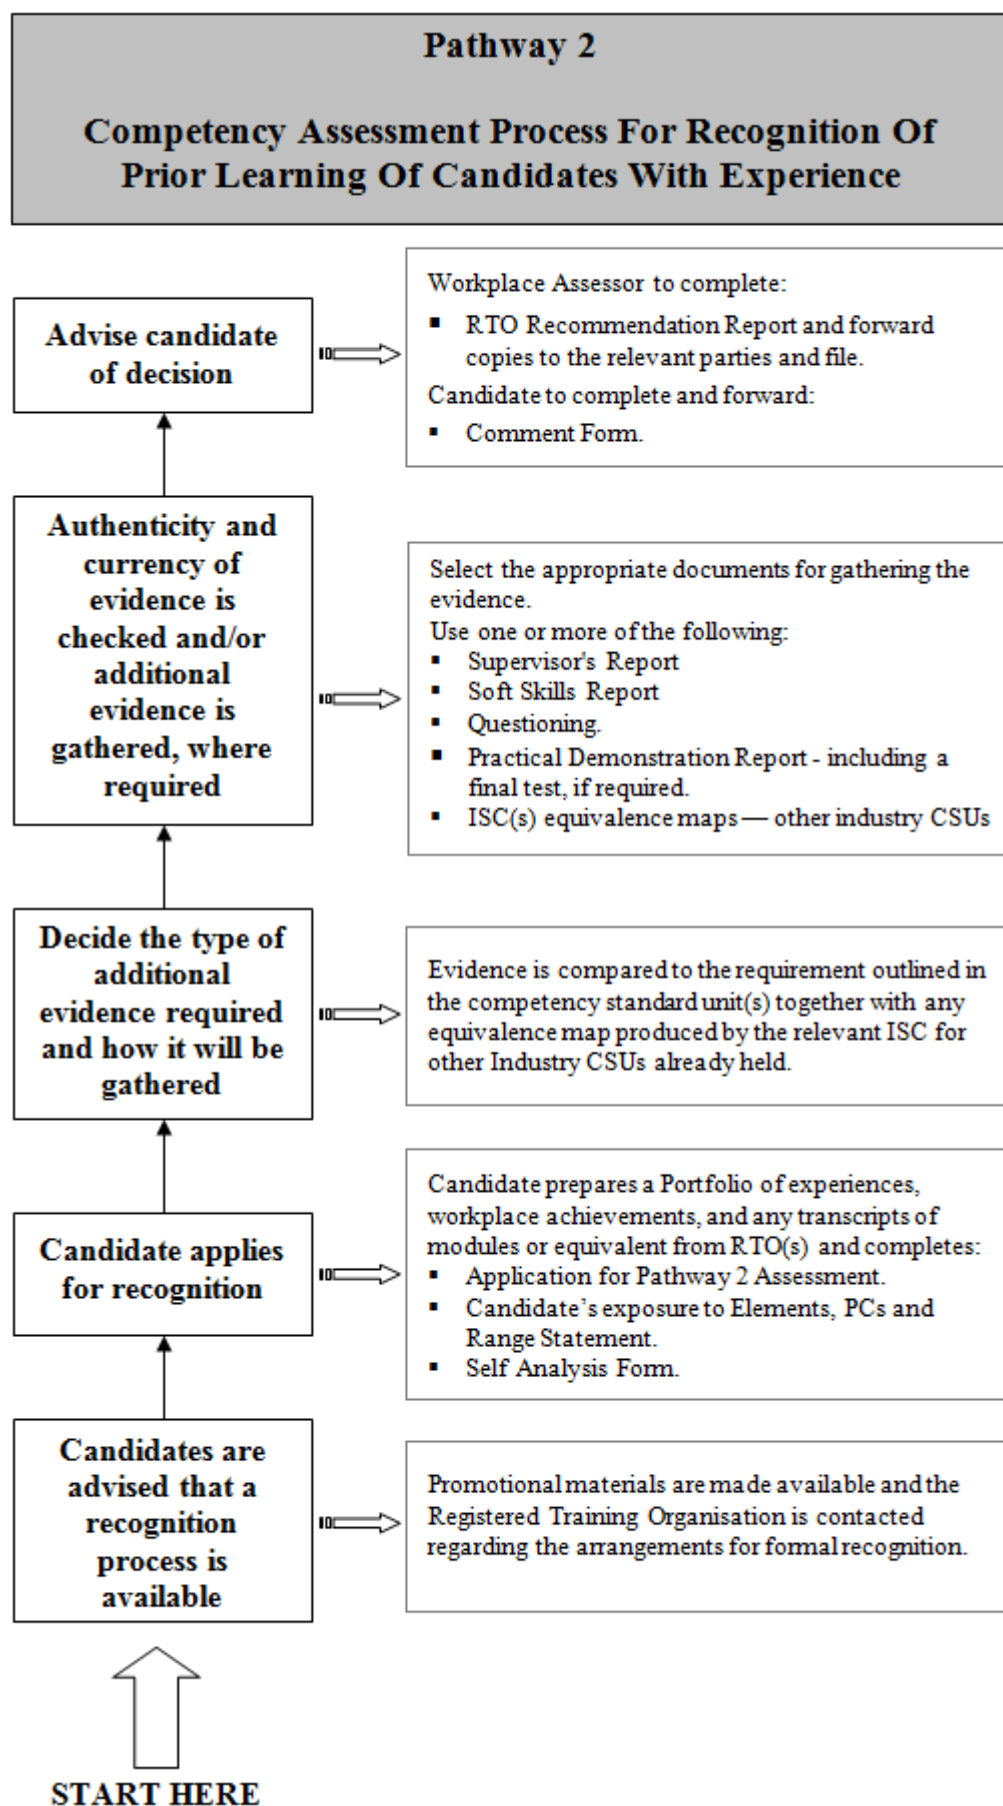 Pathway 2
Competency Assessment Process For Recognition Of
Prior Learning Of Candidates With Experience
Advise candidate
of decision
Workplace Assessor to complete:
▪ RTO Recommendation Report and forward
copies to the relevant parties and file.
Candidate to complete and forward:
▪ Comment Form.
Authenticity and
currency of
evidence is
checked and/or
additional
evidence is
gathered, where
required
Select the appropriate documents for gathering the
evidence.
Use one or more of the following:
▪ Supervisor's Report
▪ Soft Skills Report
▪ Questioning.
▪ Practical Demonstration Report - including a
final test, if required.
▪ ISC(s) equivalence maps — other industry CSUs
Decide the type of
additional
evidence required
and how it will be
gathered
Evidence is compared to the requirement outlined in
the competency standard unit(s) together with any
equivalence map produced by the relevant ISC for
other Industry CSUs already held.
Candidate applies
for recognition
Candidate prepares a Portfolio of experiences,
workplace achievements, and any transcripts of
modules or equivalent from RTO(s) and completes:
▪ Application for Pathway 2 Assessment.
▪ Candidate’s exposure to Elements, PCs and
Range Statement.
▪ Self Analysis Form.
Candidates are
advised that a
recognition
process is
available
Promotional materials are made available and the
Registered Training Organisation is contacted
regarding the arrangements for formal recognition.
START HERE